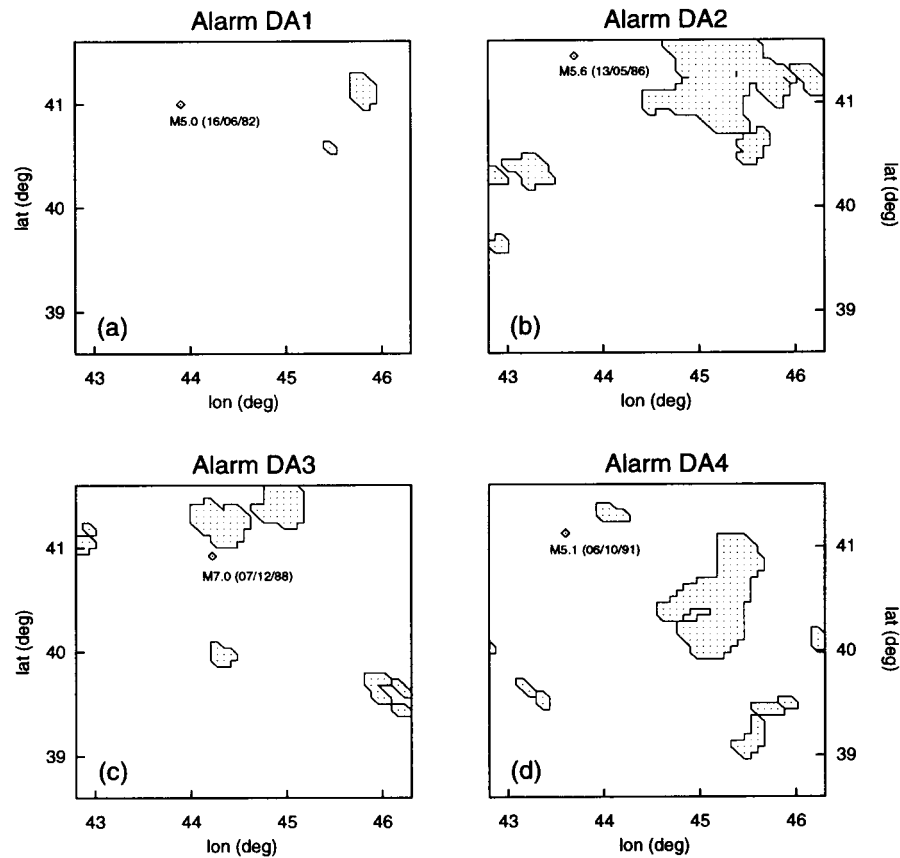 Alarm DA1
41
40
39
lat (deg)
M5.0 (16/06/82)
(a)
43 44 45 46
lon (deg)
Alarm DA2
M5.6 (13/05/86)
41
40
39
lat (deg)
(b)
43 44 45 46
lon (deg)
Alarm DA3
41
40
39
lat (deg)
M7.0 (07/12/88)
(c)
43 44 45 46
lon (deg)
Alarm DA4
M5.1 (06/10/91)
41
40
39
lat (deg)
(d)
43 44 45 46
lon (deg)